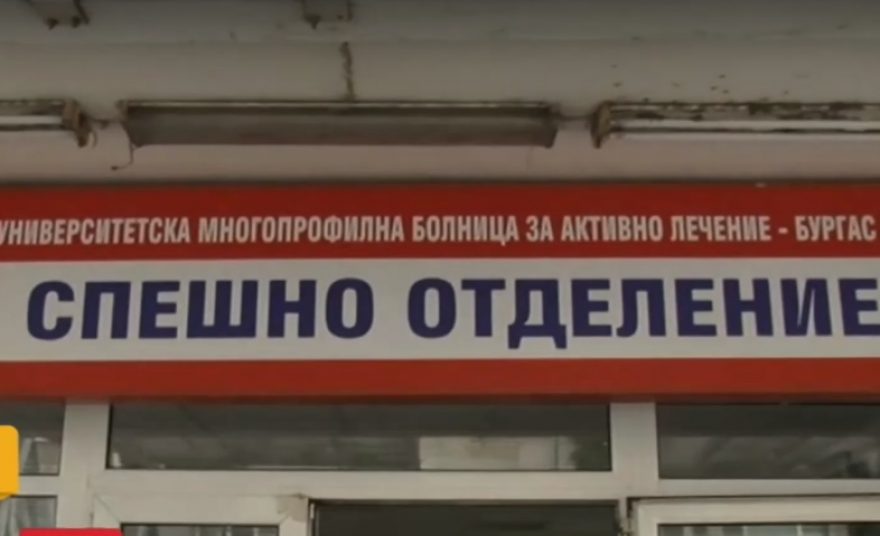 УНИВЕРСИТЕТСКА МНОГОПРОФИЛНА БОЛНИЦА ЗА АКТИВНО ЛЕЧЕНИЕ - БУРГАС
СПЕШНО ОТДЕЛЕНИЕ